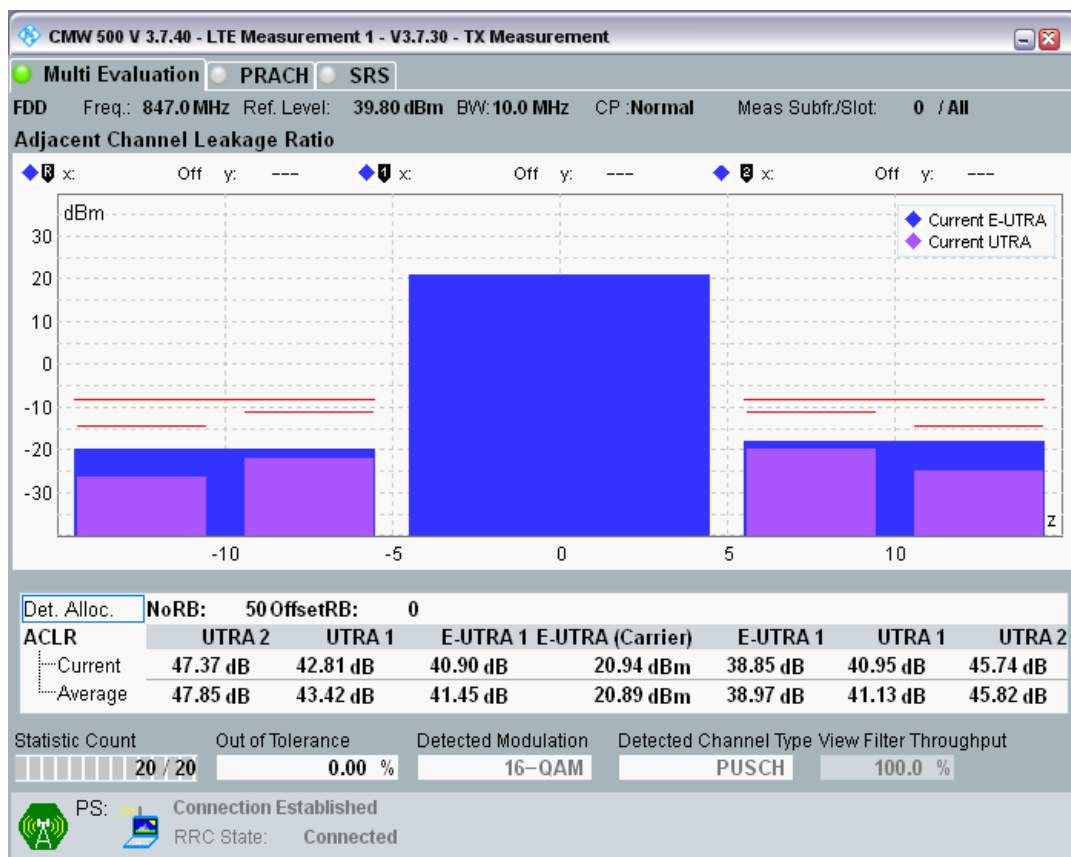 CMW 500 V 3.7.40 - LTE Measurement 1 - V3.7.30 - TX Measurement
Multi Evaluation PRACH SRS
FDD Freq.: 847.0 MHz Ref. Level: 39.80 dBm BW: 10.0 MHz CP :Normal Meas Subfr./Slot: 0 / All
Adjacent Channel Leakage Ratio
R x: Off y: --- 1 x: Off y: --- 2 x: Off y: ---
dBm
Current E-UTRA
Current UTRA
30
20
10
0
-10
-20
-30
z
-10 -5 0 5 10
Det. Alloc. NoRB: 50 OffsetRB: 0
ACLR UTRA 2 UTRA 1 E-UTRA 1 E-UTRA (Carrier) E-UTRA 1 UTRA 1 UTRA 2
Current 47.37 dB 42.81 dB 40.90 dB 20.94 dBm 38.85 dB 40.95 dB 45.74 dB
Average 47.85 dB 43.42 dB 41.45 dB 20.89 dBm 38.97 dB 41.13 dB 45.82 dB
Statistic Count Out of Tolerance Detected Modulation Detected Channel Type View Filter Throughput
20 / 20 0.00 % 16-QAM PUSCH 100.0 %
PS: Connection Established
RRC State: Connected